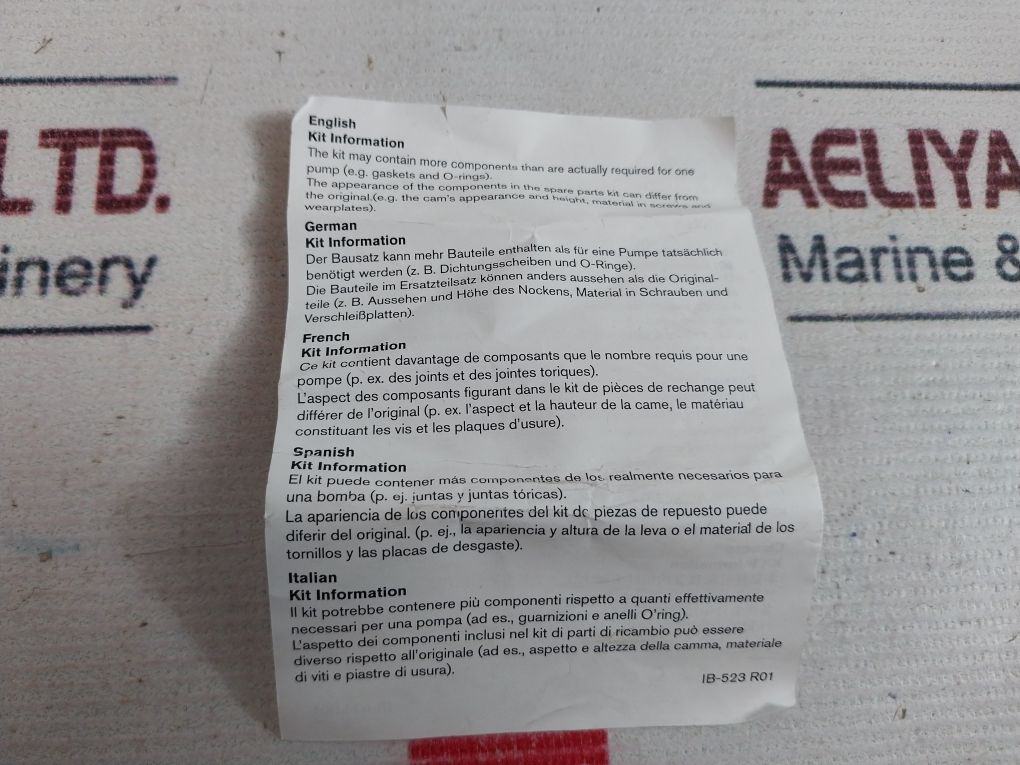 LTD.
inery
AELIYA
Marine &
English
Kit Information
The kit may contain more components than are actually required for one
pump (e.g. gaskets and O-rings).
The appearance of the components in the spare parts kit can differ from
the original.(e.g. the cam's appearance and height, material in screws and
wearplates).
German
Kit Information
Der Bausatz kann mehr Bauteile enthalten als für eine Pumpe tatsächlich
benötigt werden (z. B. Dichtungsscheiben und O-Ringe).
Die Bauteile im Ersatzteilsatz können anders aussehen als die Original-
teile (z. B. Aussehen und Höhe des Nockens, Material in Schrauben und
Verschleißplatten).
French
Kit Information
Ce kit contient davantage de composants que le nombre requis pour une
pompe (p. ex. des joints et des jointes toriques).
L'aspect des composants figurant dans le kit de pièces de rechange peut
différer de l'original (p. ex. l'aspect et la hauteur de la came, le matériau
constituant les vis et les plaques d'usure).
Spanish
Kit Information
El kit puede contener más componentes de los realmente necesarios para
una bomba (p. ej. juntas y juntas tóricas).
La apariencia de los componentes del kit de piezas de repuesto puede
diferir del original. (p. ej., la apariencia y altura de la leva o el material de los
tornillos y las placas de desgaste).
Italian
Kit Information
Il kit potrebbe contenere più componenti rispetto a quanti effettivamente
necessari per una pompa (ad es., guarnizioni e anelli O'ring).
L'aspetto dei componenti inclusi nel kit di parti di ricambio può essere
diverso rispetto all'originale (ad es., aspetto e altezza della camma, materiale
di viti e piastre di usura).
IB-523 R01